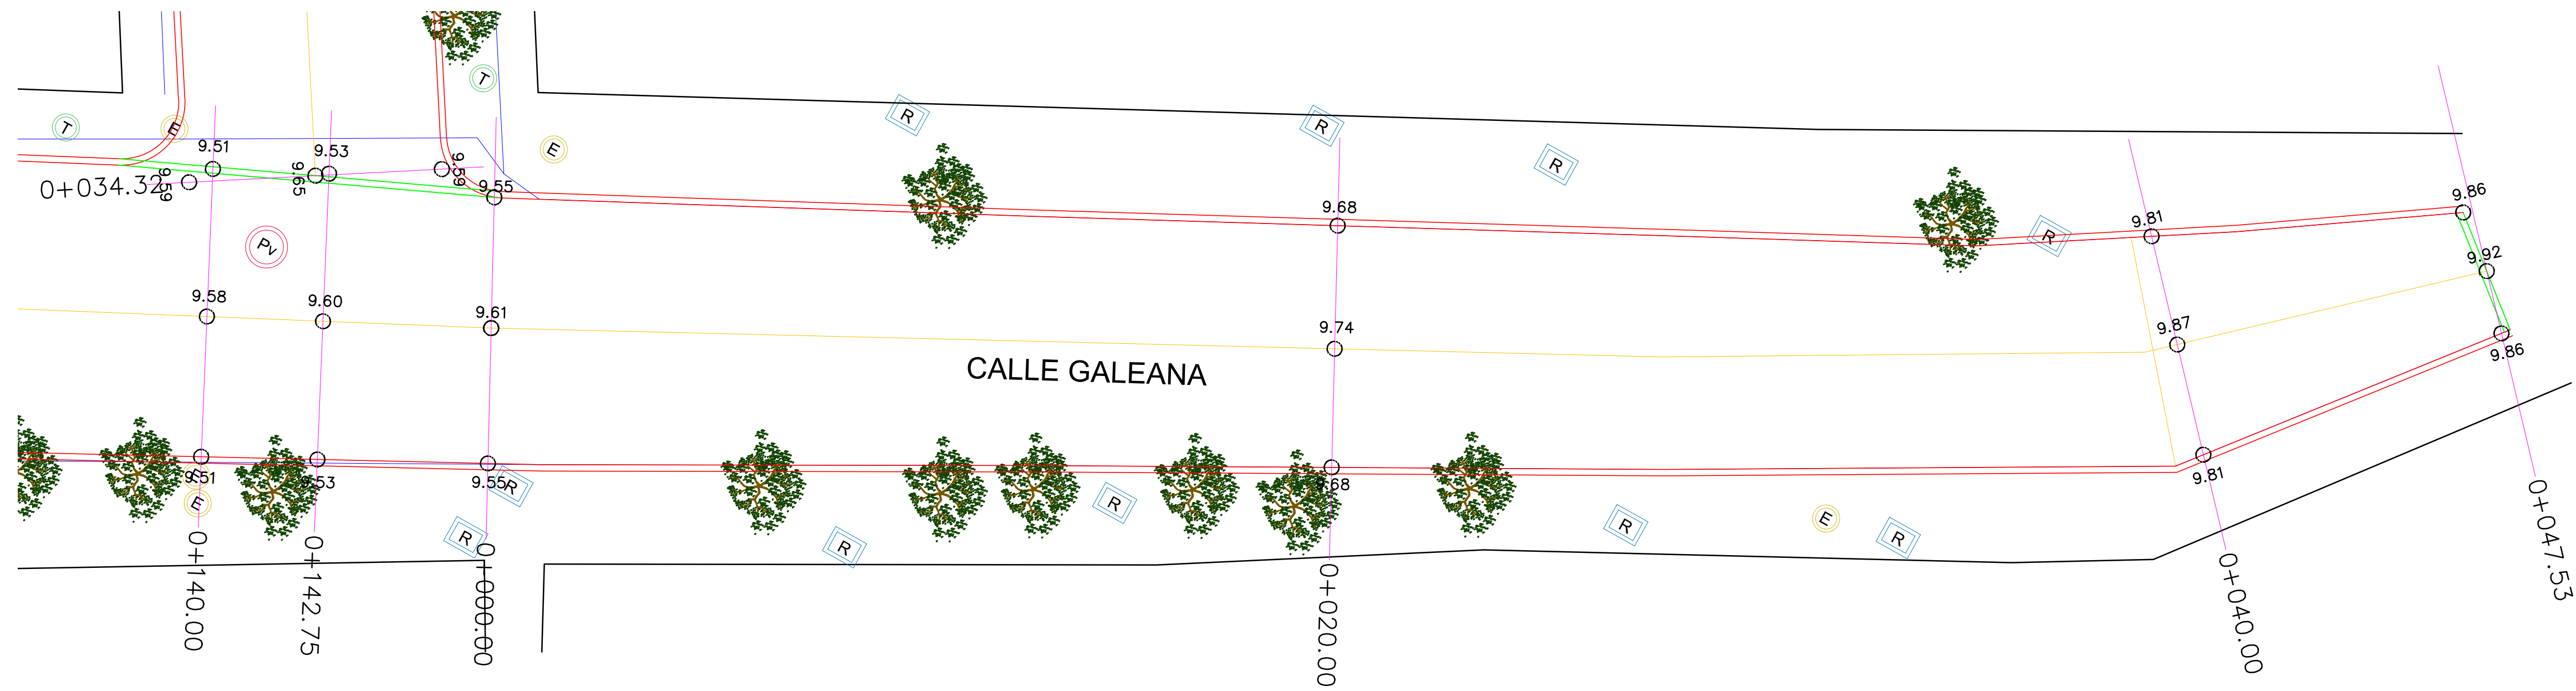 T
T
E
E
R
R
R
R
9.51
9.53
9.59
9.65
9.59
9.55
0+034.32
9.68
9.81
9.86
9.92
Pv
9.58
9.60
9.61
9.74
9.87
9.86
CALLE GALEANA
9.51
9.53
9.55
9.68
9.81
E
R
R
R
R
R
E
R
0+140.00
0+142.75
0+000.00
0+020.00
0+040.00
0+047.53